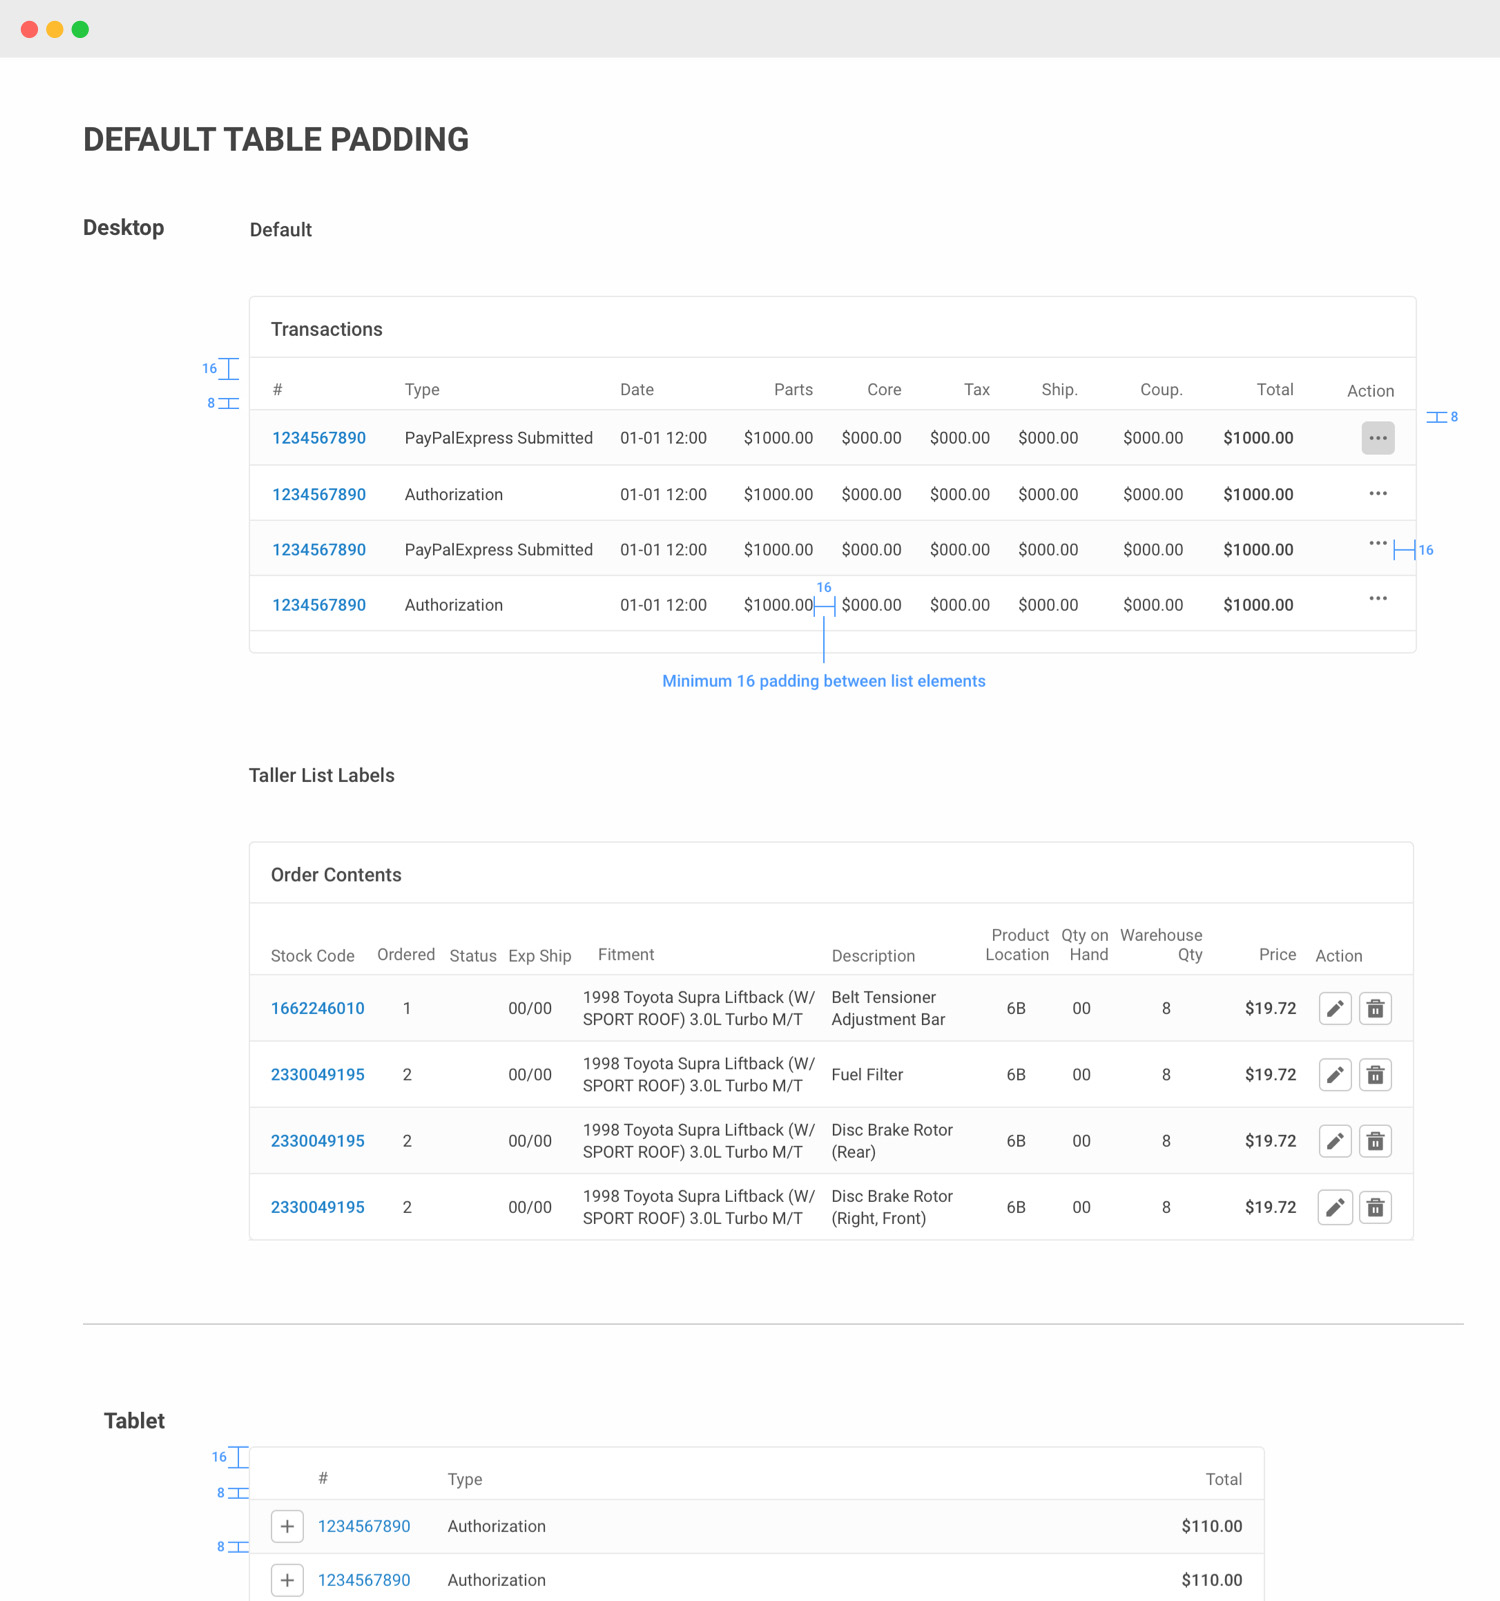 DEFAULT TABLE PADDING
Desktop
Default
Transactions
16
# Type Date Parts Core Tax Ship. Coup. Total Action
8
8
1234567890 PayPalExpress Submitted 01-01 12:00 $1000.00 $000.00 $000.00 $000.00 $000.00 $1000.00
1234567890 Authorization 01-01 12:00 $1000.00 $000.00 $000.00 $000.00 $000.00 $1000.00
1234567890 PayPalExpress Submitted 01-01 12:00 $1000.00 $000.00 $000.00 $000.00 $000.00 $1000.00
16
16
1234567890 Authorization 01-01 12:00 $1000.00 $000.00 $000.00 $000.00 $000.00 $1000.00
Minimum 16 padding between list elements
Taller List Labels
Order Contents
Stock Code Ordered Status Exp Ship Fitment Description Product Location Qty on Hand Warehouse Qty Price Action
1662246010 1 00/00 1998 Toyota Supra Liftback (W/ Belt Tensioner 6B 00 8 $19.72
SPORT ROOF) 3.0L Turbo M/T Adjustment Bar
2330049195 2 00/00 1998 Toyota Supra Liftback (W/ Fuel Filter 6B 00 8 $19.72
SPORT ROOF) 3.0L Turbo M/T
2330049195 2 00/00 1998 Toyota Supra Liftback (W/ Disc Brake Rotor 6B 00 8 $19.72
SPORT ROOF) 3.0L Turbo M/T (Rear)
2330049195 2 00/00 1998 Toyota Supra Liftback (W/ Disc Brake Rotor 6B 00 8 $19.72
SPORT ROOF) 3.0L Turbo M/T (Right, Front)
Tablet
16
# Type Total
8
1234567890 Authorization $110.00
8
1234567890 Authorization $110.00